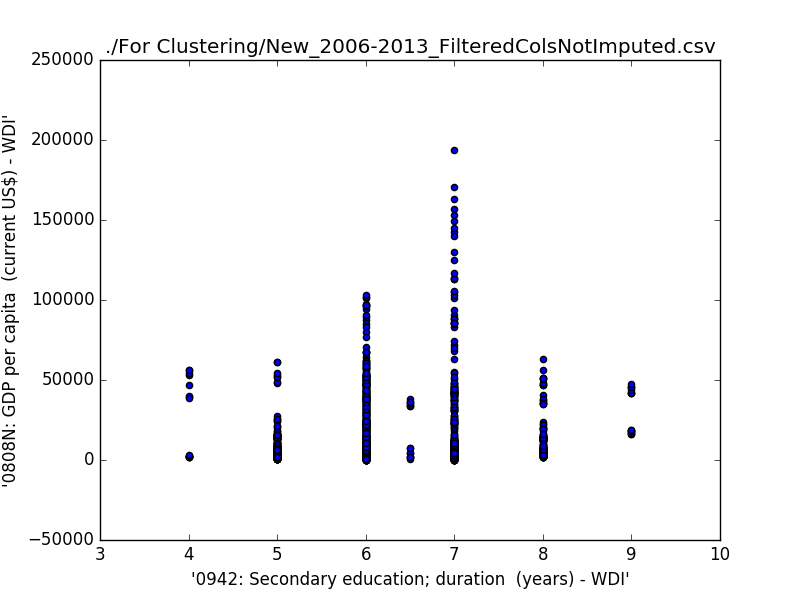 ./For Clustering/New_2006-2013_FilteredColsNotImputed.csv
250000
200000
150000
100000
50000
0
−50000
'0808N: GDP per capita  (current US$) - WDI'
3 4 5 6 7 8 9 10
'0942: Secondary education; duration  (years) - WDI'